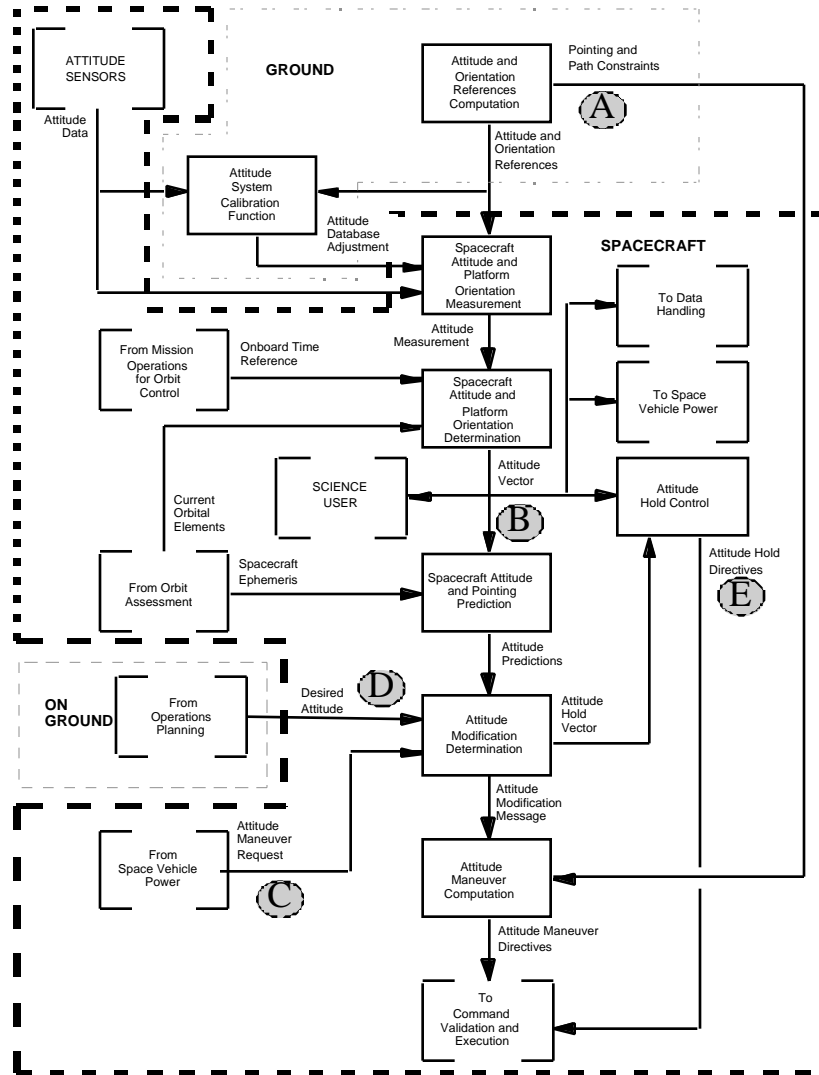 ATTITUDE
SENSORS
GROUND
Attitude and
Orientation
References
Computation
Pointing and
Path Constraints
A
Attitude
Data
Attitude and
Orientation
References
Attitude
System
Calibration
Function
Attitude
Database
Adjustment
SPACECRAFT
Spacecraft
Attitude and
Platform
Orientation
Measurement
To Data
Handling
Attitude
Measurement
From Mission
Operations
for Orbit
Control
Onboard Time
Reference
Spacecraft
Attitude and
Platform
Orientation
Determination
To Space
Vehicle Power
SCIENCE
USER
Attitude
Vector
Attitude
Hold Control
Current
Orbital
Elements
B
From Orbit
Assessment
Spacecraft
Ephemeris
Spacecraft Attitude
and Pointing
Prediction
Attitude Hold
Directives
E
Attitude
Predictions
ON
GROUND
From
Operations
Planning
Desired
Attitude
D
Attitude
Modification
Determination
Attitude
Hold
Vector
Attitude
Modification
Message
From
Space Vehicle
Power
Attitude
Maneuver
Request
C
Attitude
Maneuver
Computation
Attitude Maneuver
Directives
To
Command
Validation and
Execution